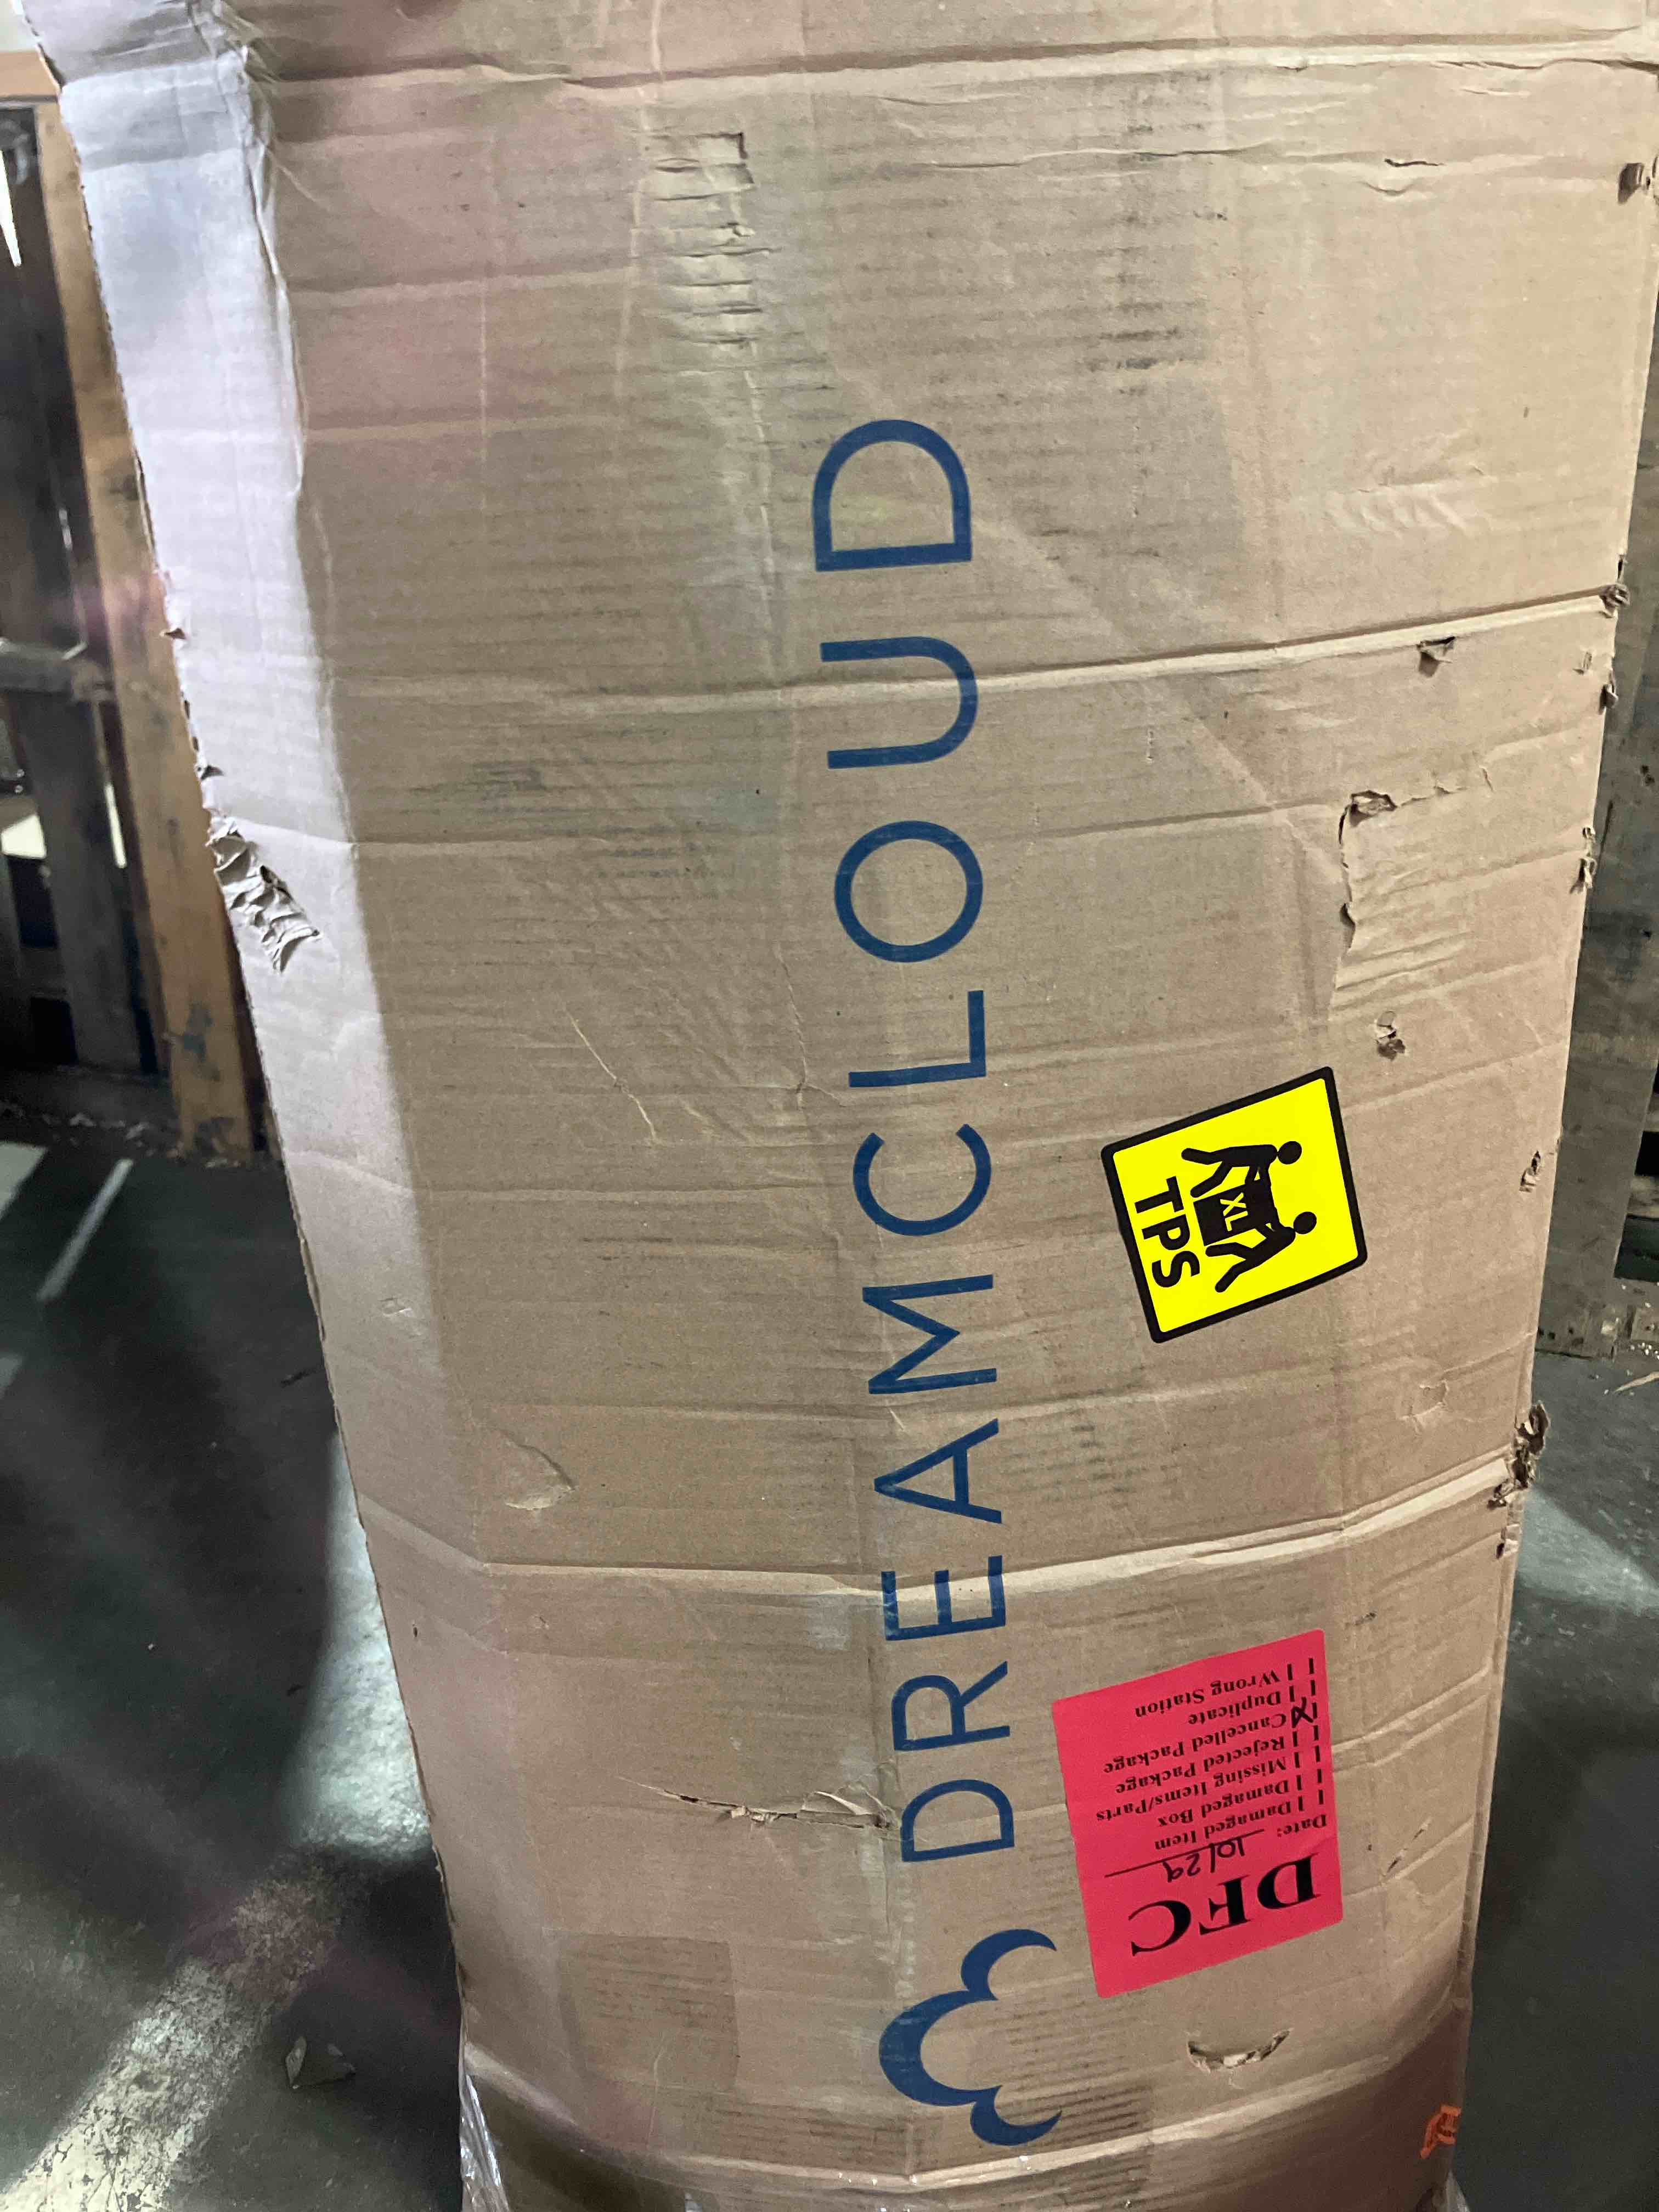 DREAMCLOUD
XL
TPS
DFC
Date: 10/29
Damaged Item
Damaged Box
Missing Items/Parts
Rejected Package
Cancelled Package
Duplicate
Wrong Station